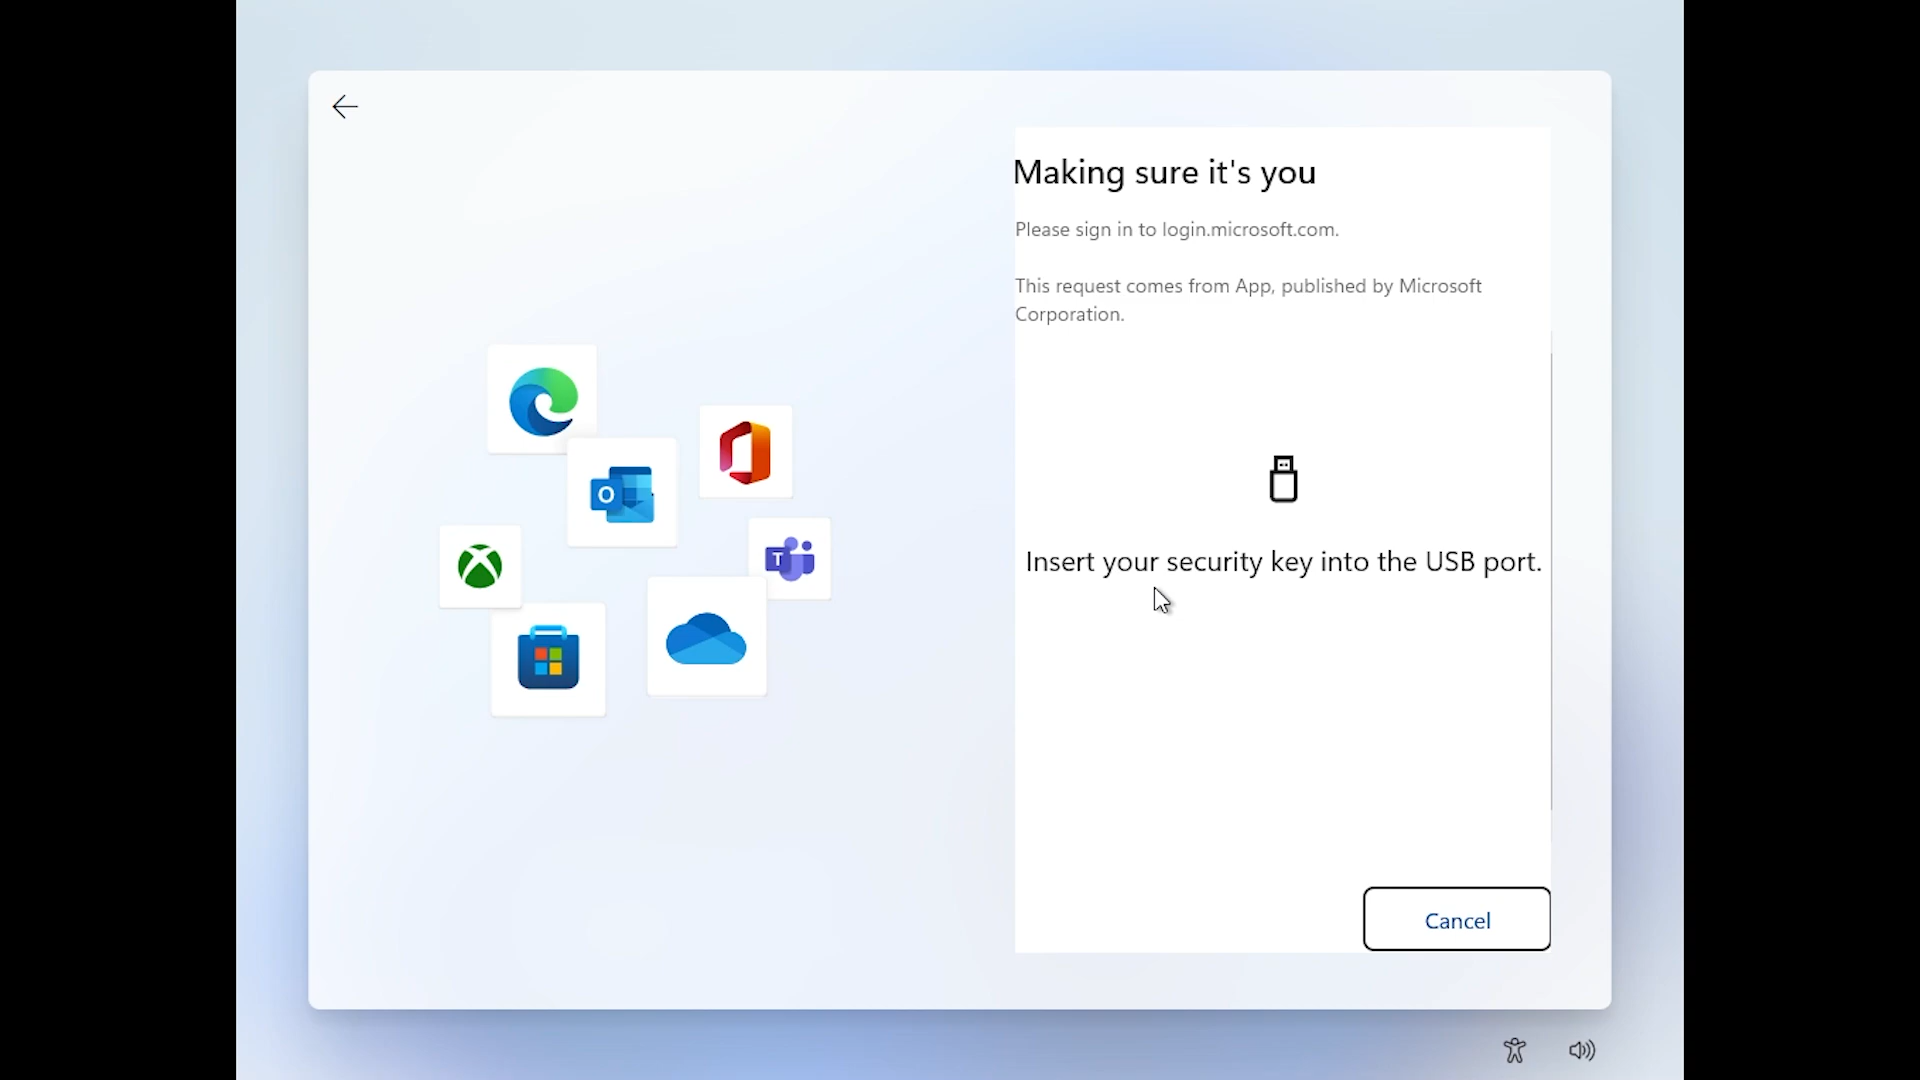 Making sure it's you
Please sign in to login.microsoft.com.
This request comes from App, published by Microsoft
Corporation.
O
T
Insert your security key into the USB port.
Cancel